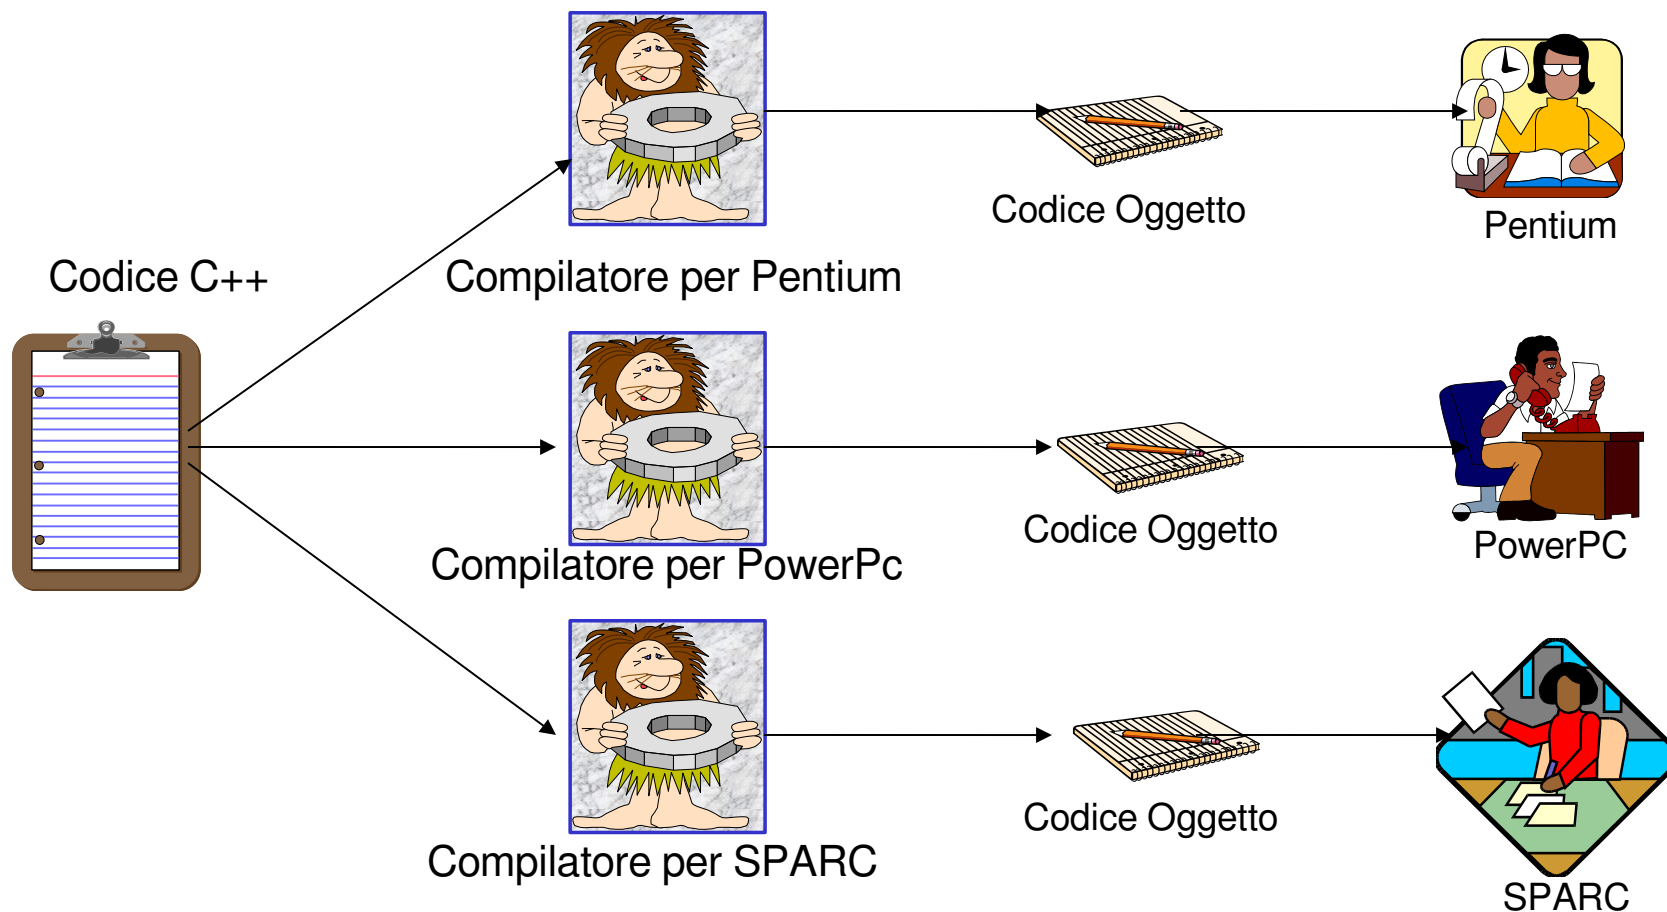 Codice Oggetto
Pentium
Codice C++
Compilatore per Pentium
Codice Oggetto
PowerPC
Compilatore per PowerPc
Codice Oggetto
Compilatore per SPARC
SPARC